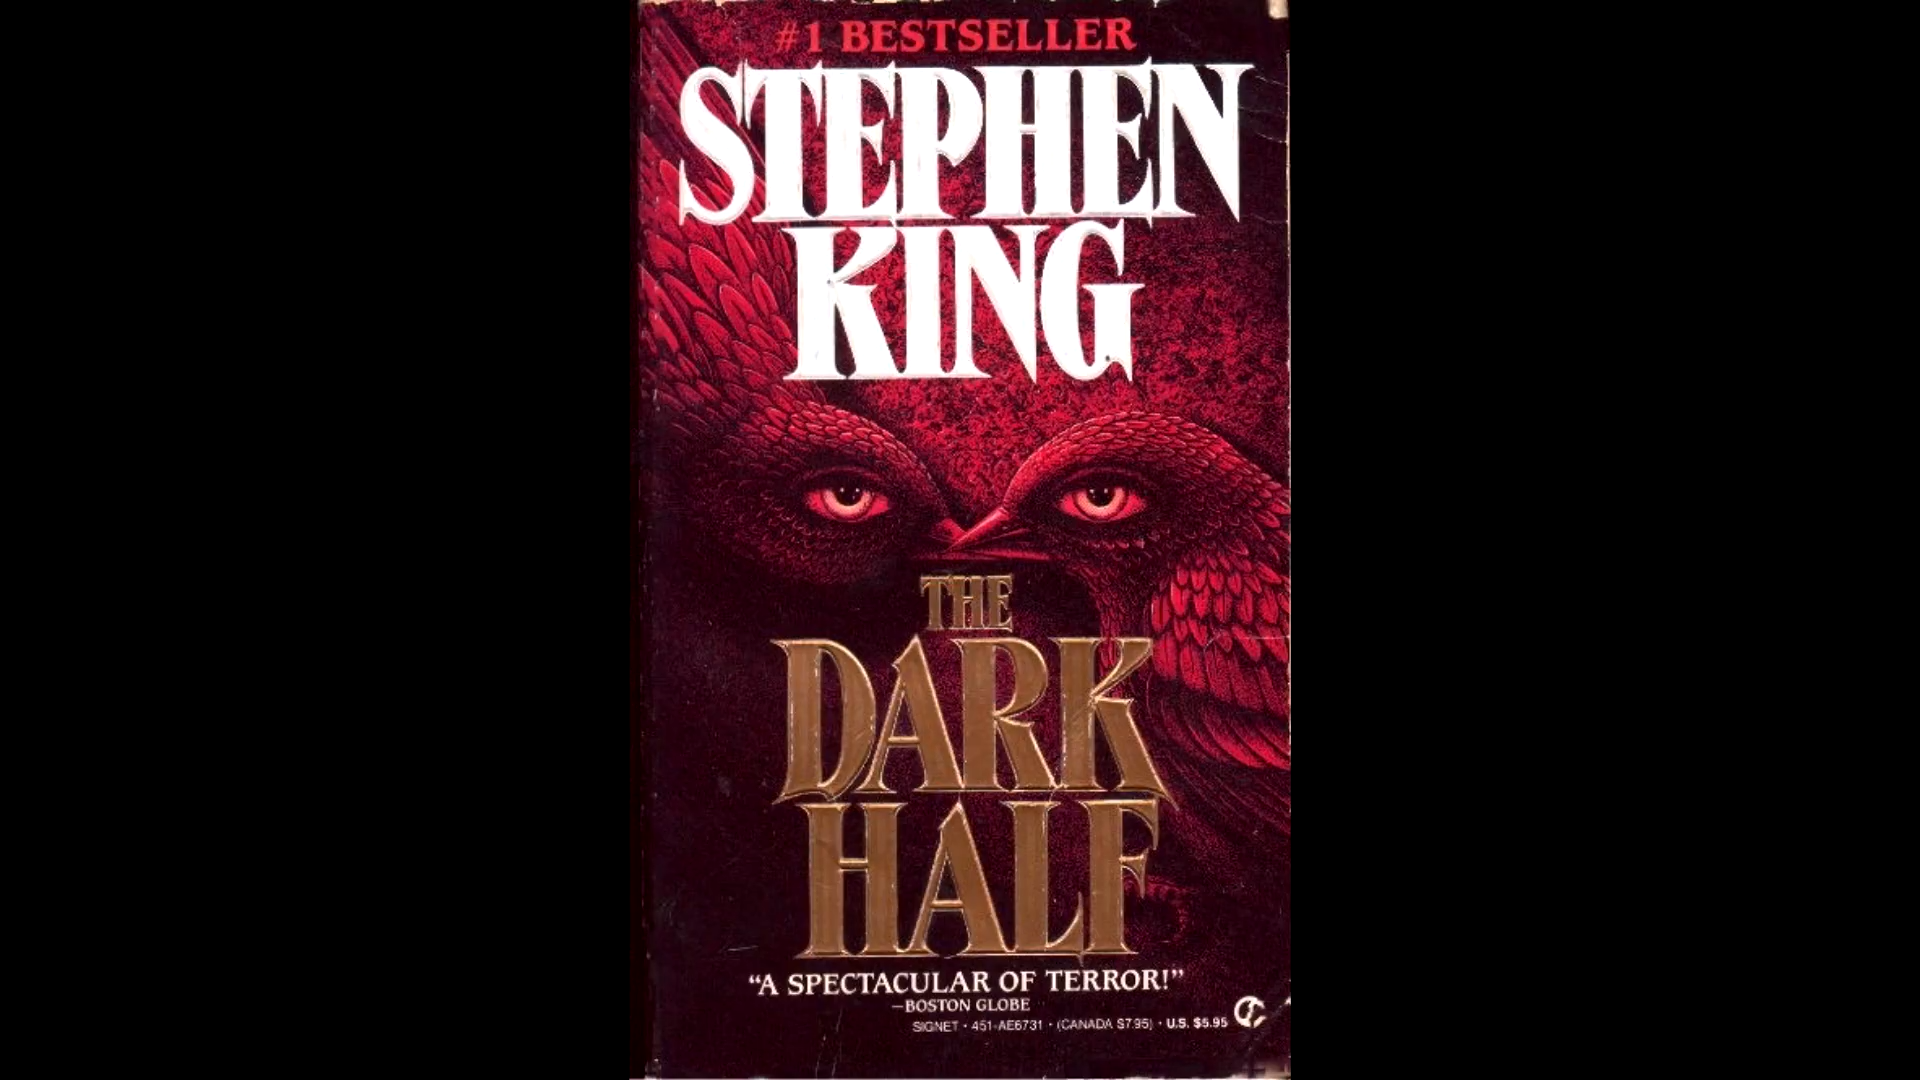 #1 BESTSELLER
STEPHEN
KING
THE
DARK
HALF
“A SPECTACULAR OF TERROR!”
—BOSTON GLOBE
SIGNET • 451-AE6731 • (CANADA $7.95) • U.S. $5.95